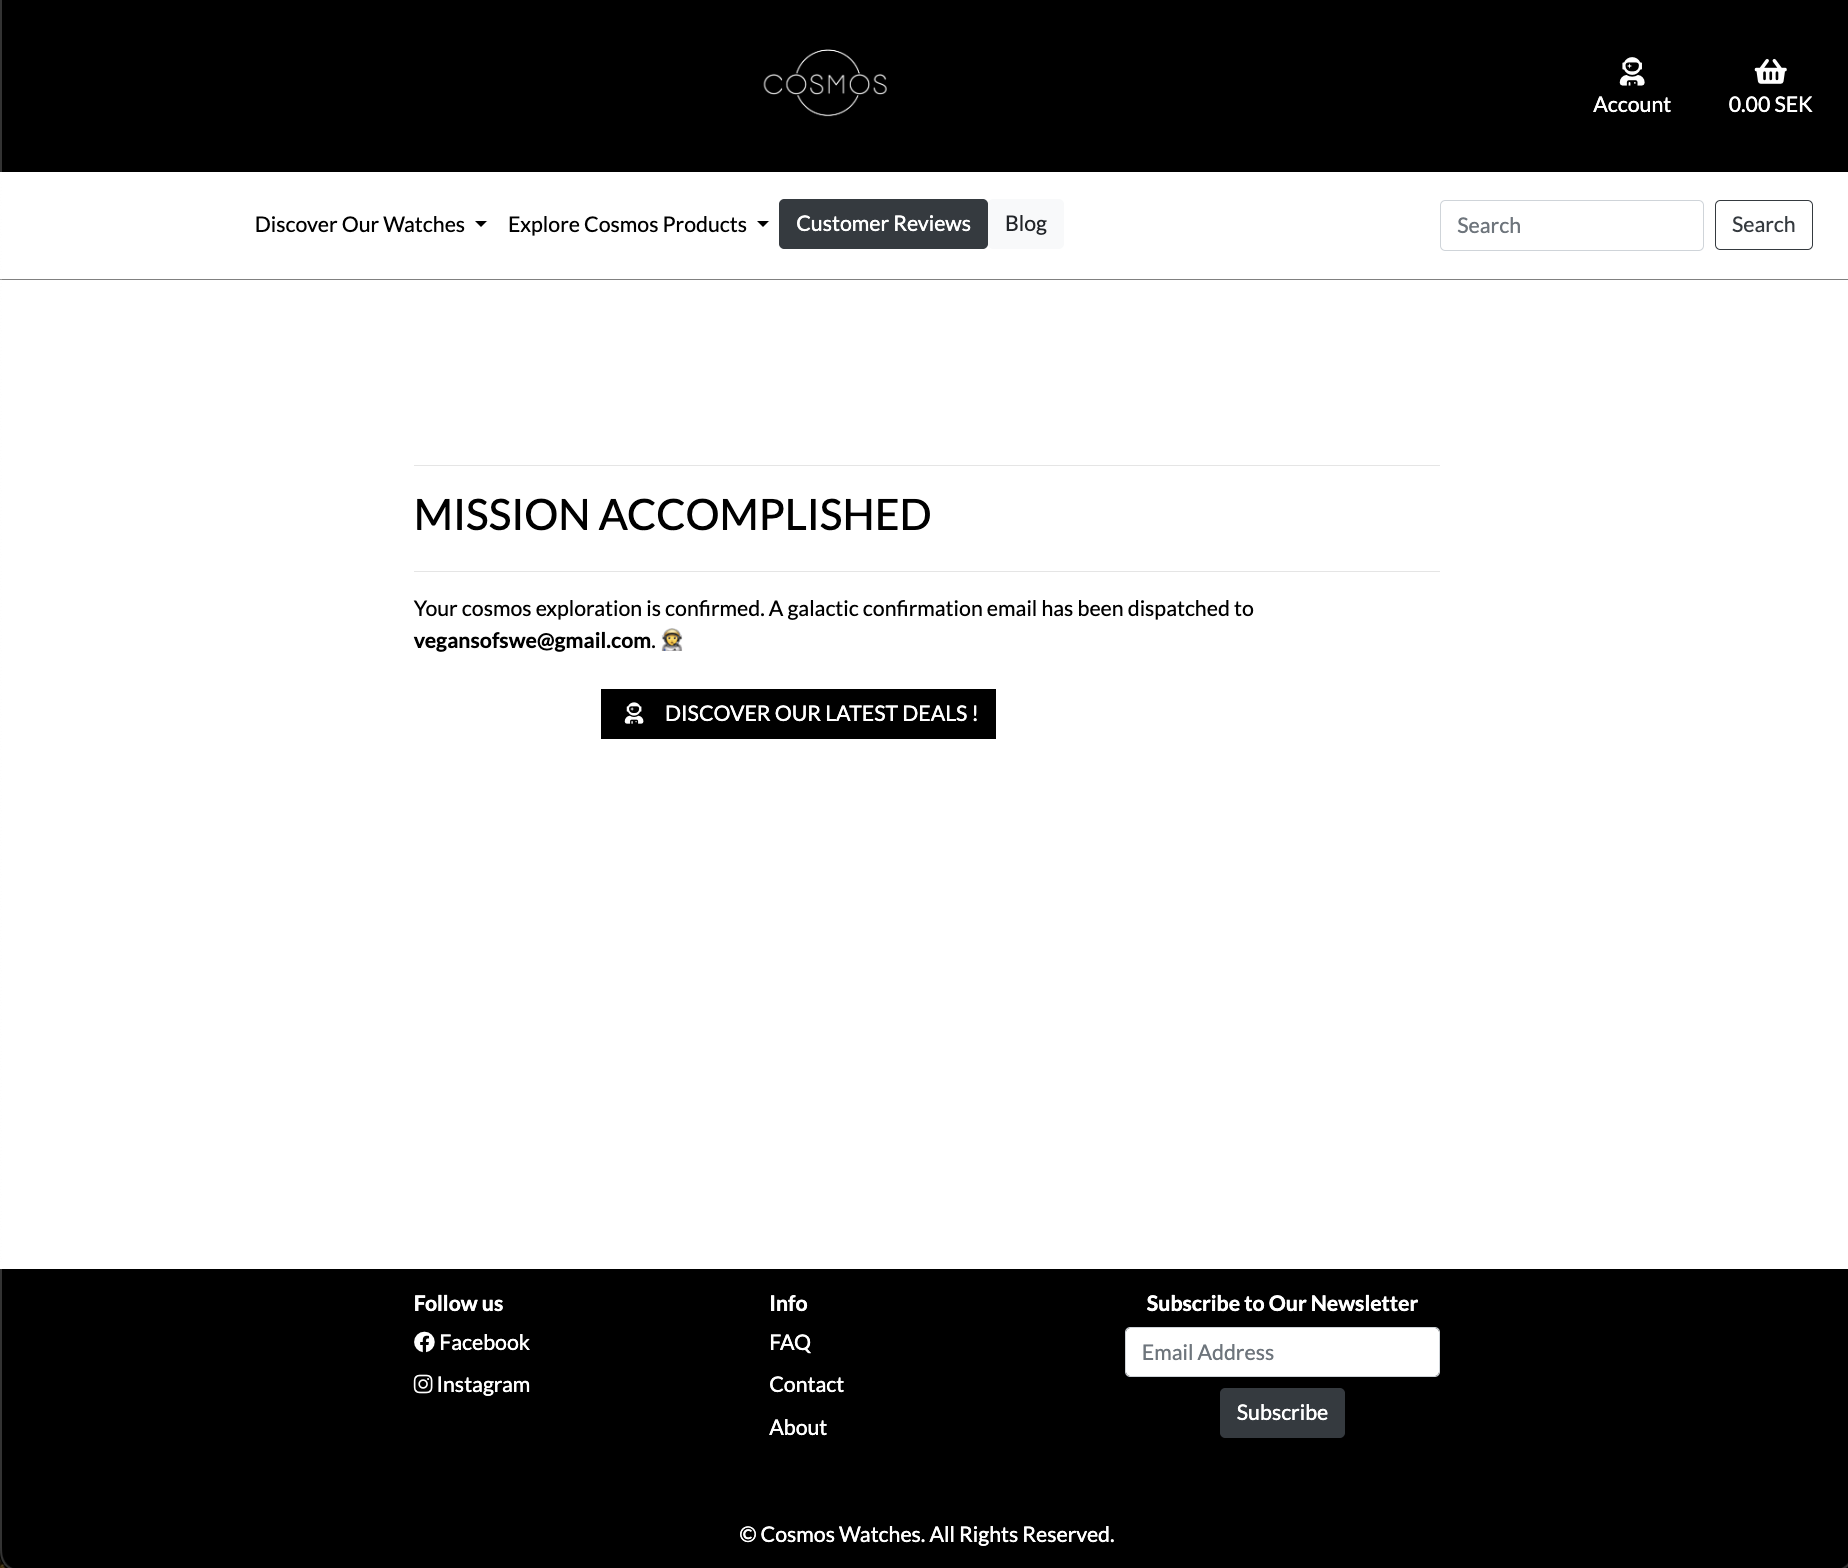 COSMOS
Account
0.00 SEK
Discover Our Watches
Explore Cosmos Products
Customer Reviews
Blog
Search
Search
MISSION ACCOMPLISHED
Your cosmos exploration is confirmed. A galactic confirmation email has been dispatched to
vegansofswe@gmail.com.
DISCOVER OUR LATEST DEALS !
Follow us
Facebook
Instagram
Info
FAQ
Contact
About
Subscribe to Our Newsletter
Email Address
Subscribe
© Cosmos Watches. All Rights Reserved.